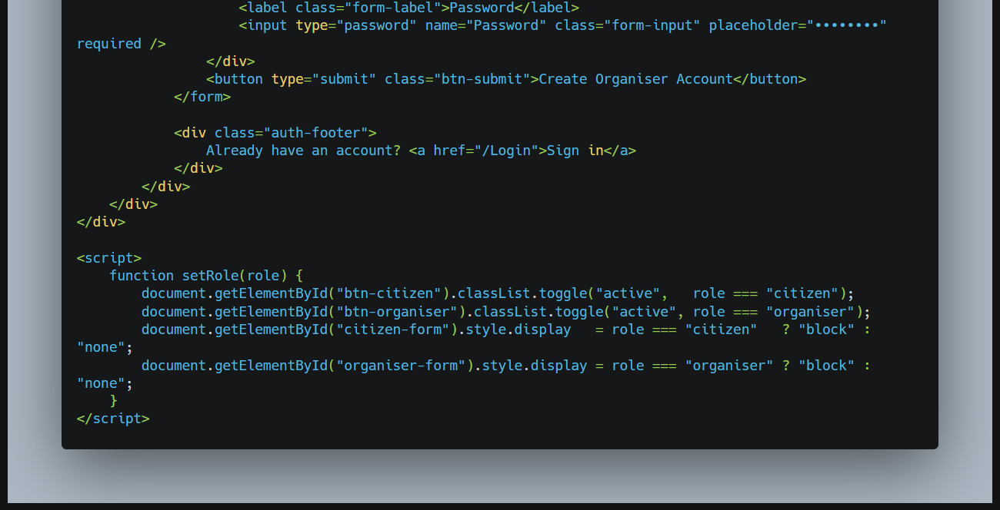 <label class="form-label">Password</label>
                    <input type="password" name="Password" class="form-input" placeholder="••••••••"
required />
                </div>
                <button type="submit" class="btn-submit">Create Organiser Account</button>
            </form>

            <div class="auth-footer">
                Already have an account? <a href="/Login">Sign in</a>
            </div>
        </div>
    </div>
</div>

<script>
    function setRole(role) {
        document.getElementById("btn-citizen").classList.toggle("active",   role === "citizen");
        document.getElementById("btn-organiser").classList.toggle("active", role === "organiser");
        document.getElementById("citizen-form").style.display   = role === "citizen"   ? "block" :
"none";
        document.getElementById("organiser-form").style.display = role === "organiser" ? "block" :
"none";
    }
</script>